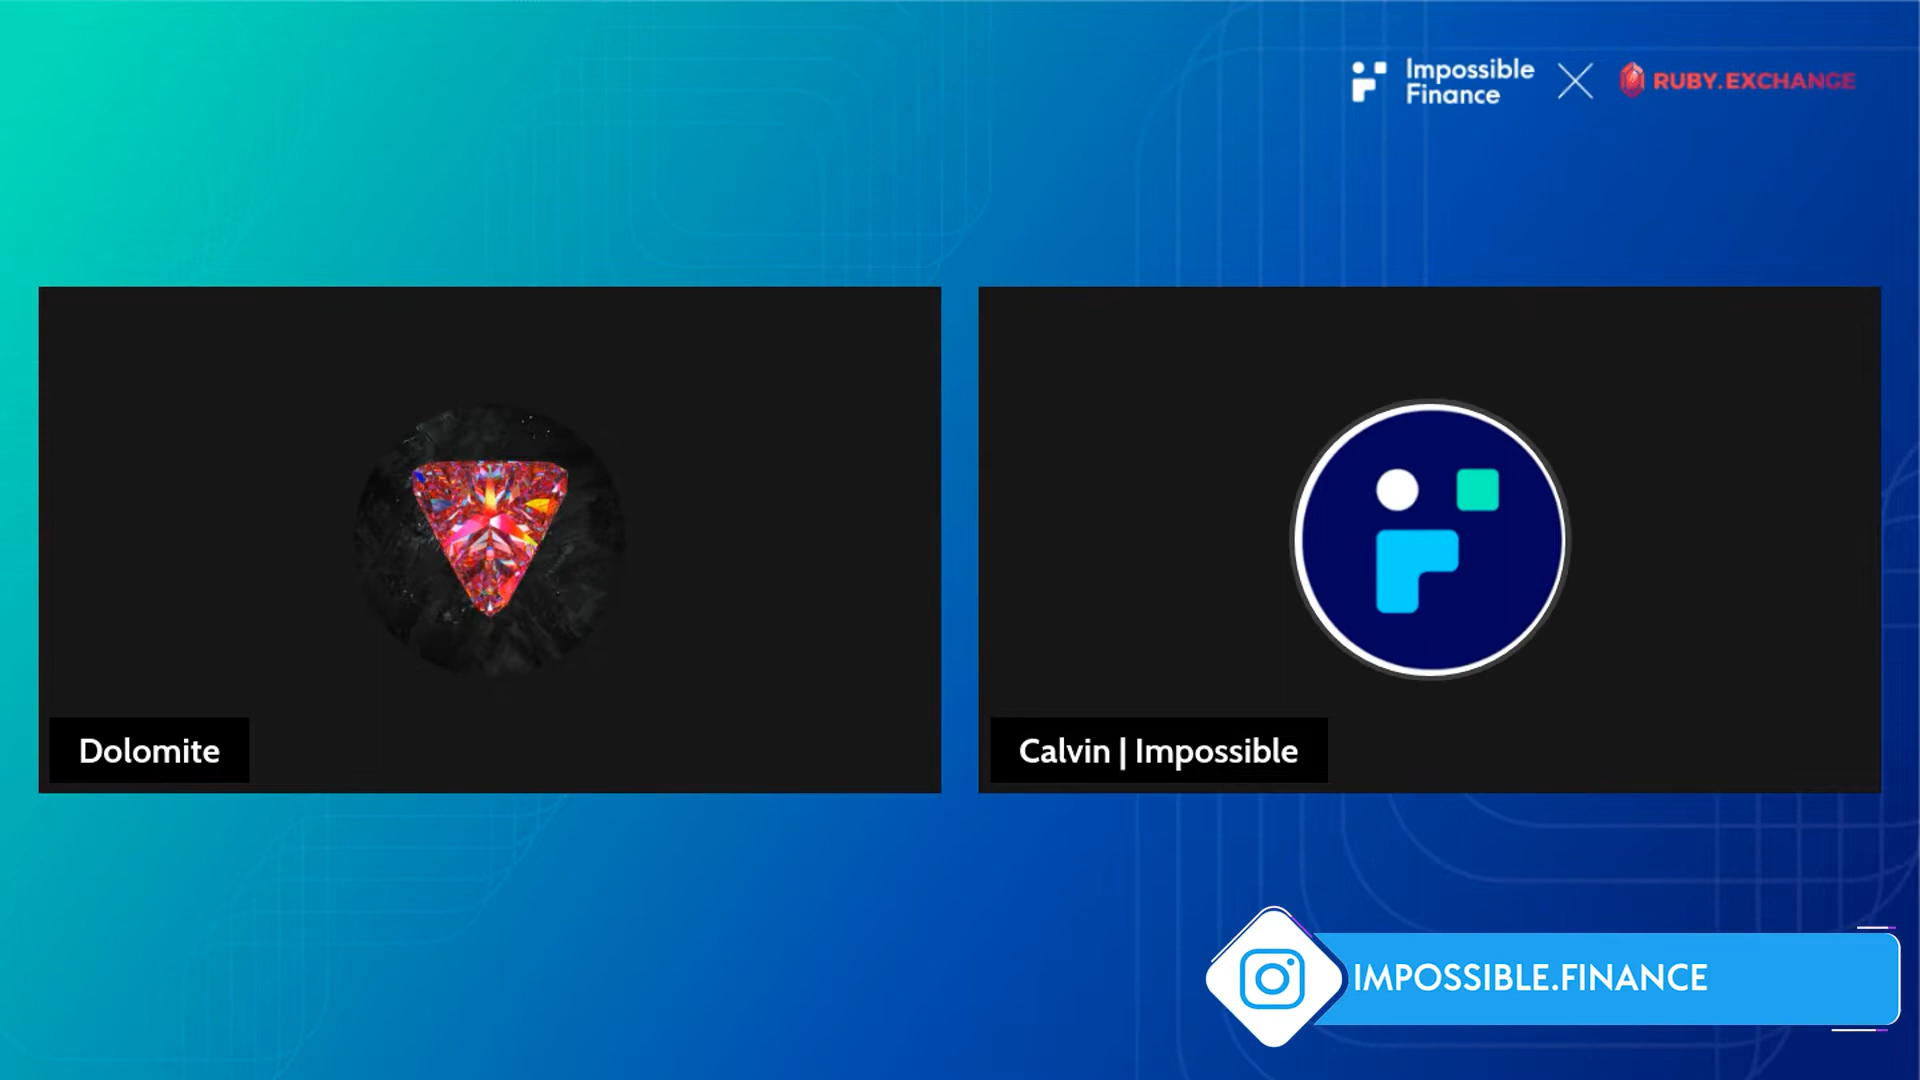 Impossible
Finance
RUBY.EXCHANGE
Dolomite
Calvin | Impossible
IMPOSSIBLE.FINANCE